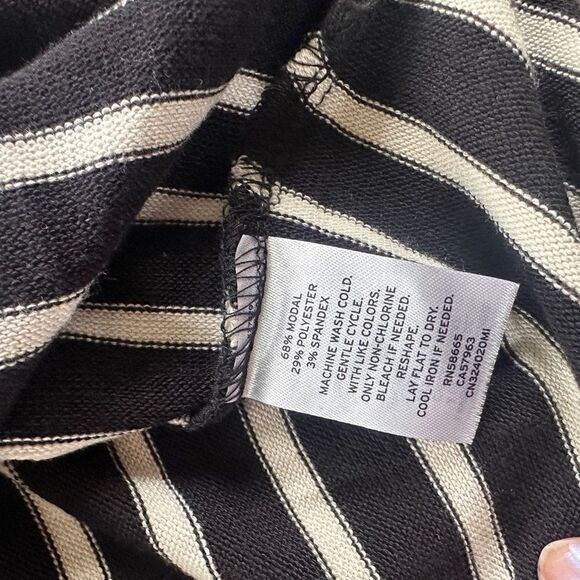 68% MODAL
29% POLYESTER
3% SPANDEX
MACHINE WASH COLD.
GENTLE CYCLE.
WITH LIKE COLORS.
ONLY NON-CHLORINE
BLEACH IF NEEDED.
RESHAPE.
LAY FLAT TO DRY.
COOL IRON IF NEEDED.
RN58665
CA57963
CN324020MI